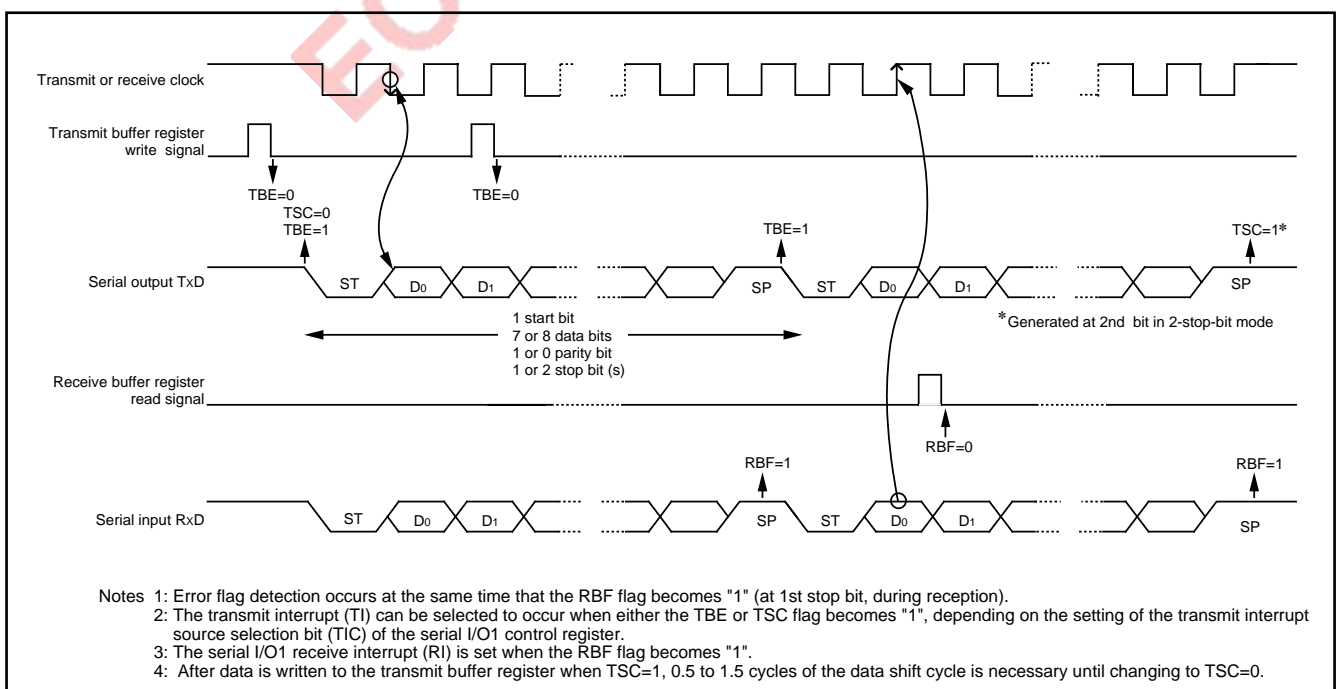 EO
Transmit or receive clock
Transmit buffer register
write signal
TBE=0
TBE=0
TSC=0
TBE=1
TBE=1
TSC=1*
Serial output TxD
ST
D0
D1
SP
ST
D0
D1
SP
1 start bit
7 or 8 data bits
1 or 0 parity bit
1 or 2 stop bit (s)
*Generated at 2nd bit in 2-stop-bit mode
Receive buffer register
read signal
RBF=0
RBF=1
RBF=1
Serial input RxD
ST
D0
D1
SP
ST
D0
D1
SP
Notes 1: Error flag detection occurs at the same time that the RBF flag becomes "1" (at 1st stop bit, during reception).
2: The transmit interrupt (TI) can be selected to occur when either the TBE or TSC flag becomes "1", depending on the setting of the transmit interrupt
source selection bit (TIC) of the serial I/O1 control register.
3: The serial I/O1 receive interrupt (RI) is set when the RBF flag becomes "1".
4: After data is written to the transmit buffer register when TSC=1, 0.5 to 1.5 cycles of the data shift cycle is necessary until changing to TSC=0.